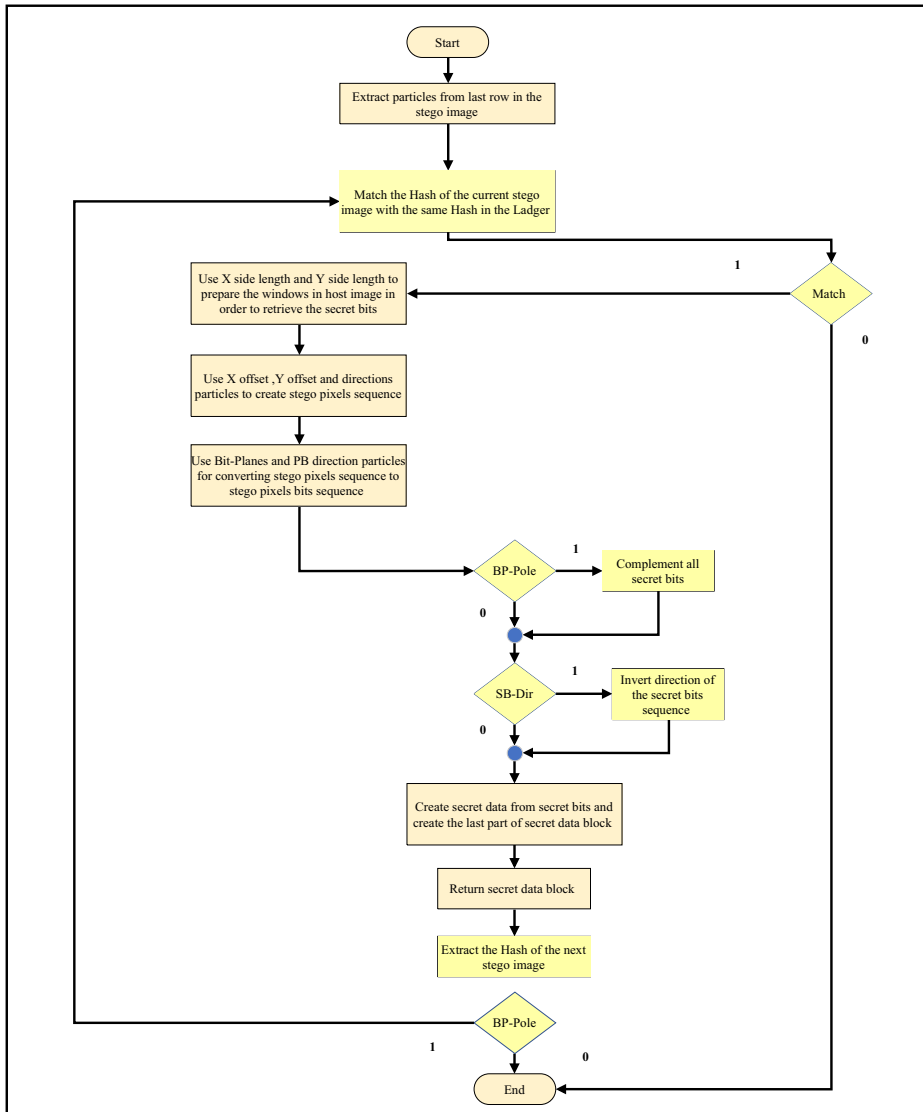 Start
Extract particles from last row in the
stego image
Match the Hash of the current stego
image with the same Hash in the Ladger
1
Use X side length and Y side length to
prepare the windows in host image in
order to retrieve the secret bits
Match
0
Use X offset ,Y offset and directions
particles to create stego pixels sequence
Use Bit-Planes and PB direction particles
for converting stego pixels sequence to
stego pixels bits sequence
BP-Pole
1
Complement all
secret bits
0
SB-Dir
1
Invert direction of
the secret bits
sequence
0
Create secret data from secret bits and
create the last part of secret data block
Return secret data block
Extract the Hash of the next
stego image
BP-Pole
1
0
End